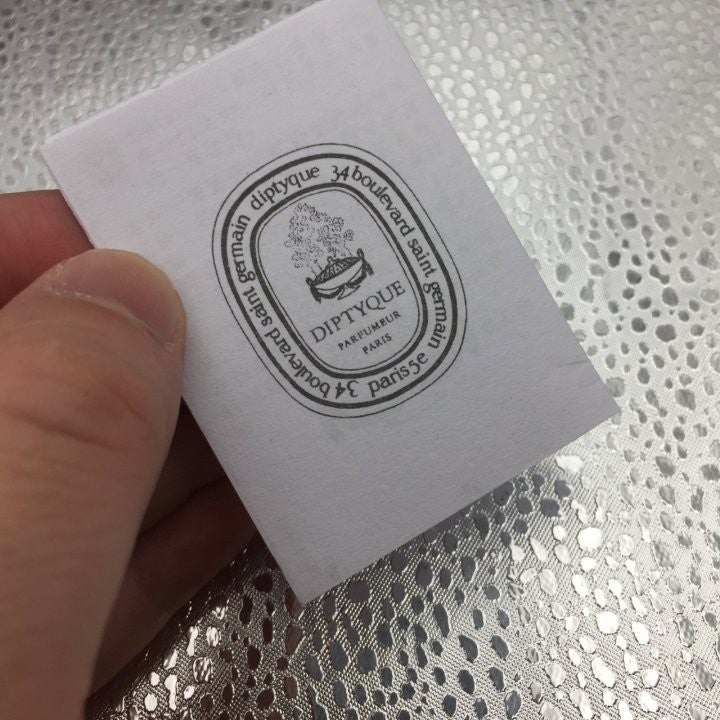 diptyque 34 boulevard saint germain
paris5e 34 boulevard saint germain
DIPTYQUE
PARFUMEUR
PARIS